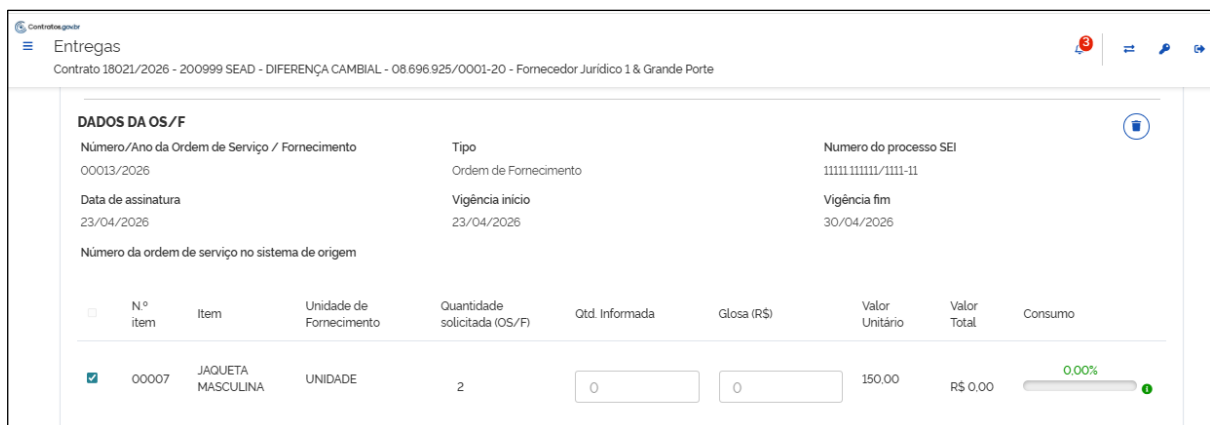 Contratos.gov.br
Entregas
3
Contrato 18021/2026 - 200999 SEAD - DIFERENÇA CAMBIAL - 08.696.925/0001-20 - Fornecedor Jurídico 1 & Grande Porte
DADOS DA OS/F
Número/Ano da Ordem de Serviço / Fornecimento Tipo Numero do processo SEI
00013/2026 Ordem de Fornecimento 11111.111111/1111-11
Data de assinatura Vigência início Vigência fim
23/04/2026 23/04/2026 30/04/2026
Número da ordem de serviço no sistema de origem
N.º item Item Unidade de Fornecimento Quantidade solicitada (OS/F) Qtd. Informada Glosa (R$) Valor Unitário Valor Total Consumo
00007 JAQUETA MASCULINA UNIDADE 2 0 0 150,00 R$ 0,00 0,00%